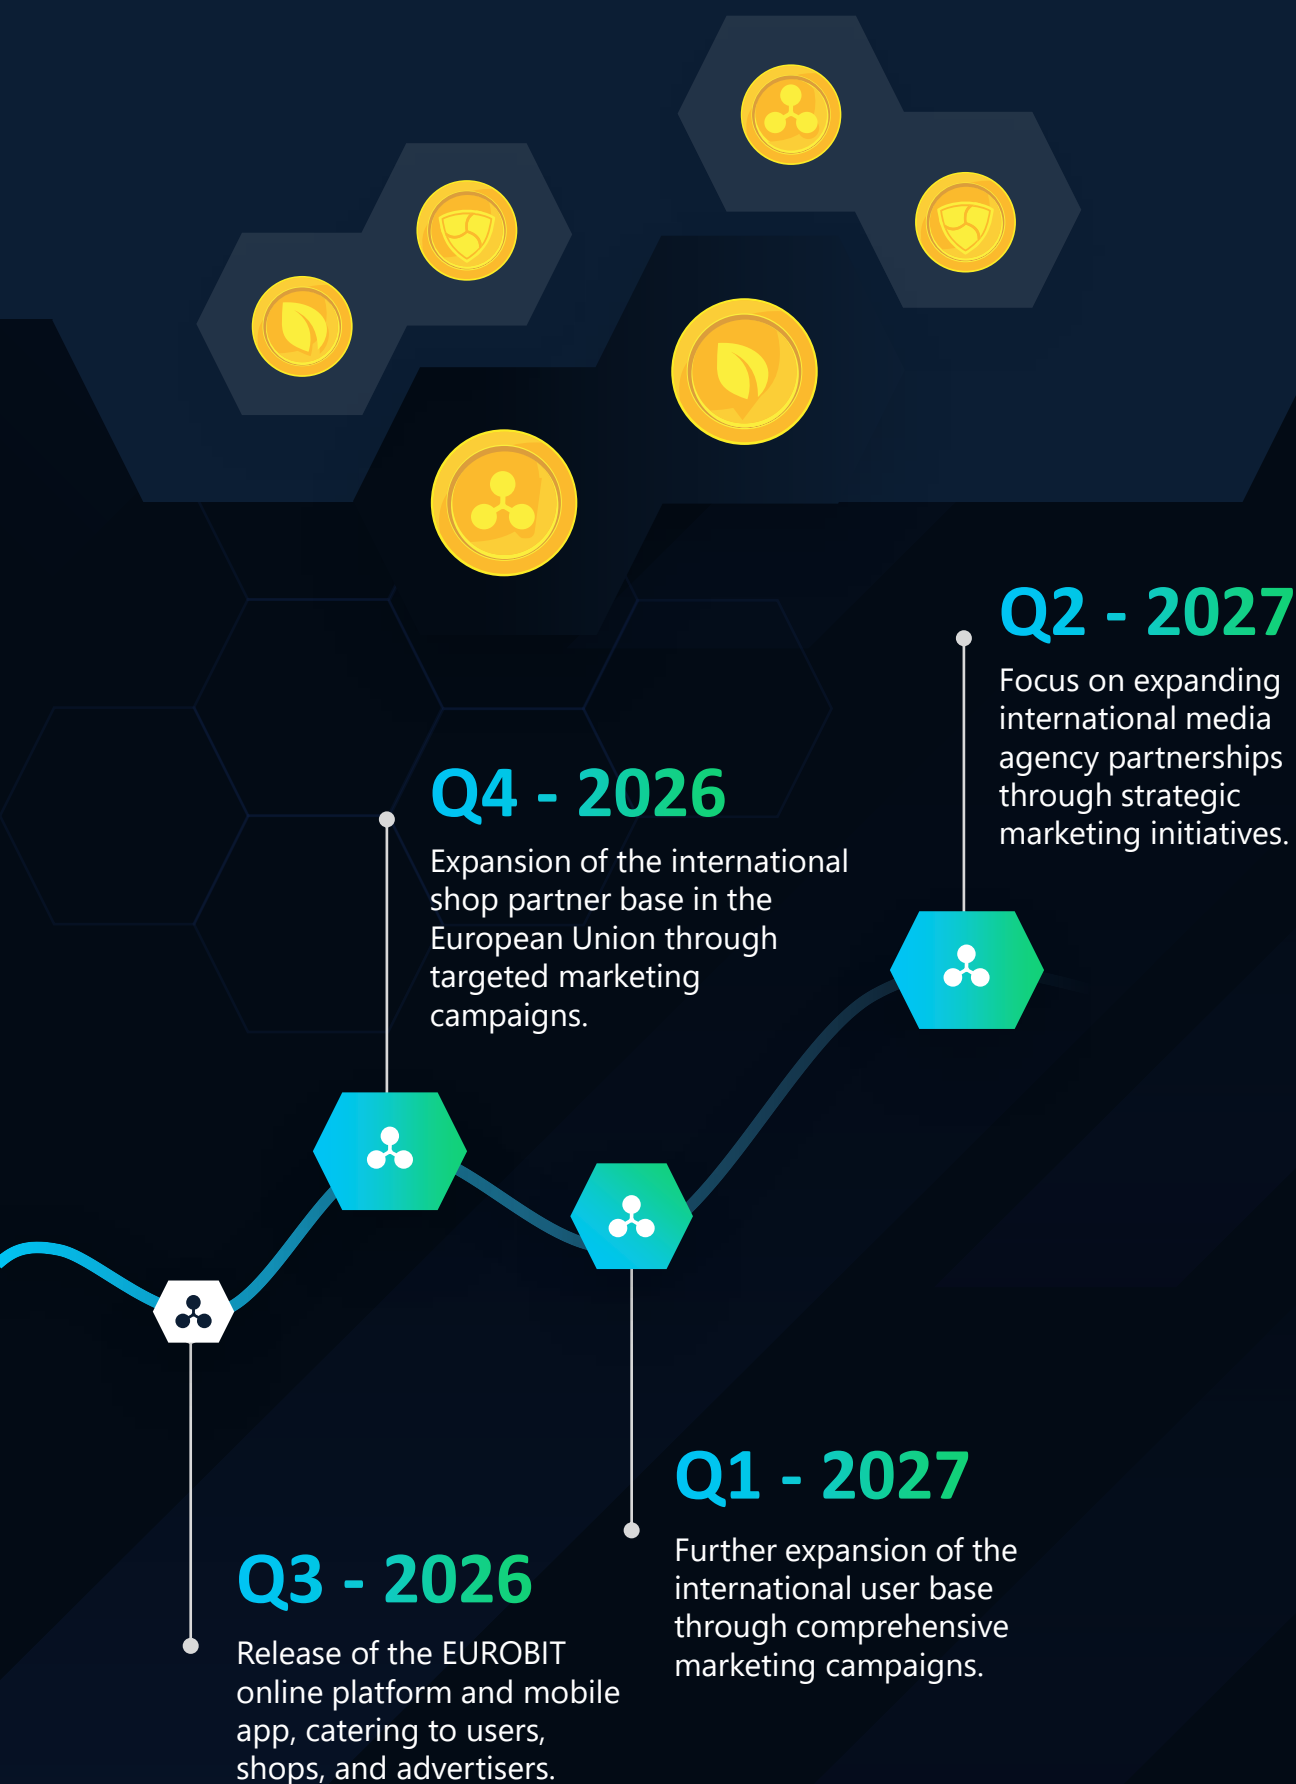 Q2 - 2027
Focus on expanding
international media
agency partnerships
through strategic
marketing initiatives.
Q4 - 2026
Expansion of the international
shop partner base in the
European Union through
targeted marketing
campaigns.
Q1 - 2027
Further expansion of the
international user base
through comprehensive
marketing campaigns.
Q3 - 2026
Release of the EUROBIT
online platform and mobile
app, catering to users,
shops, and advertisers.